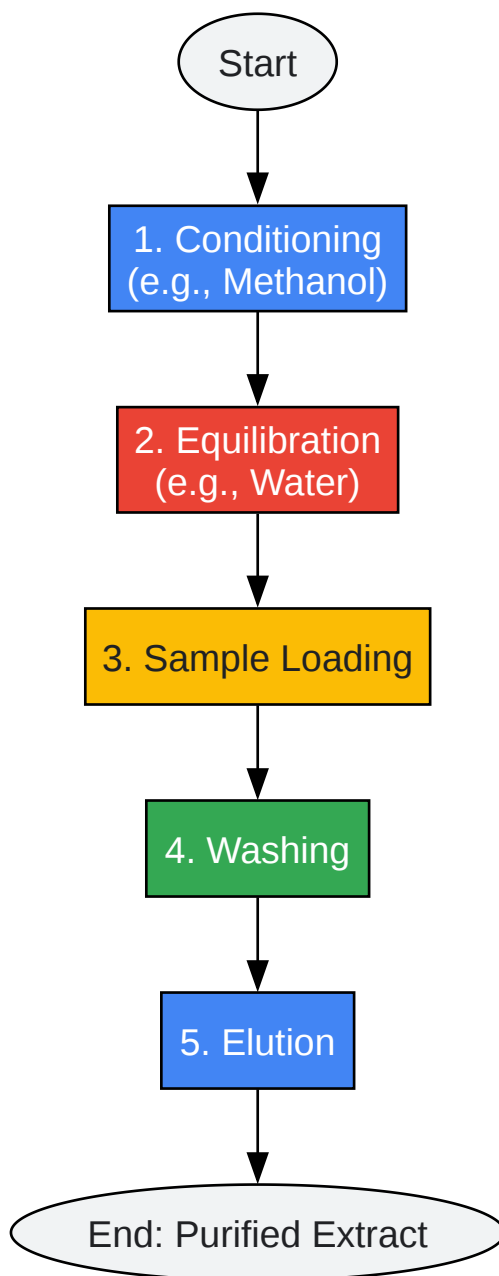 Start
1. Conditioning
(e.g., Methanol)
2. Equilibration
(e.g., Water)
3. Sample Loading
4. Washing
5. Elution
End: Purified Extract